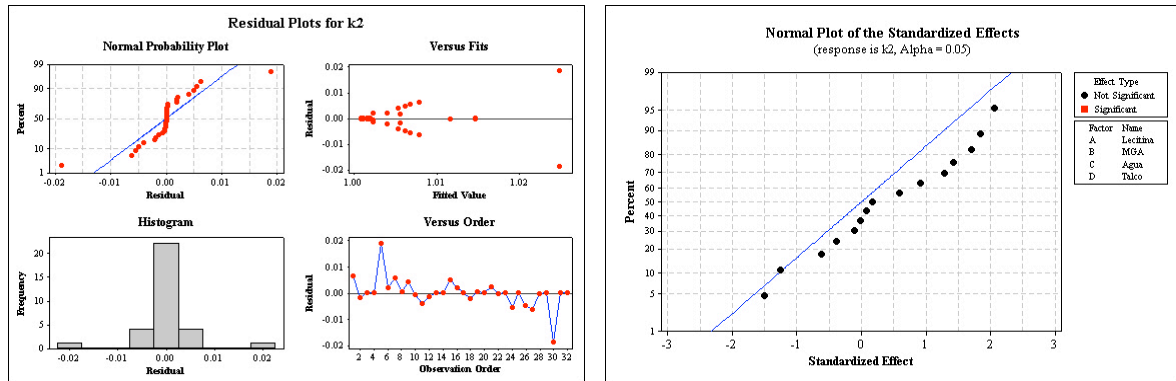 Residual Plots for k2
Normal Probability Plot
99
90
50
10
1
Percent
-0.02 -0.01 0.00 0.01 0.02
Residual
Versus Fits
0.02
0.01
0.00
-0.01
0.02
Residual
1.00 1.01 1.02
Fitted Value
Histogram
20
15
10
5
0
Frequency
-0.02 -0.01 0.00 0.01 0.02
Residual
Versus Order
0.02
0.01
0.00
-0.01
-0.02
Residual
2 4 6 8 10 12 14 16 18 20 22 24 26 28 30 32
Observation Order
Normal Plot of the Standardized Effects
(response is k2, Alpha = 0.05)
99
95
90
80
70
60
50
40
30
20
10
5
1
Percent
-3 -2 -1 0 1 2 3
Standardized Effect
Effect Type
Not Significant
Significant
Factor Name
A Lecitina
B MGA
C Agua
D Talco